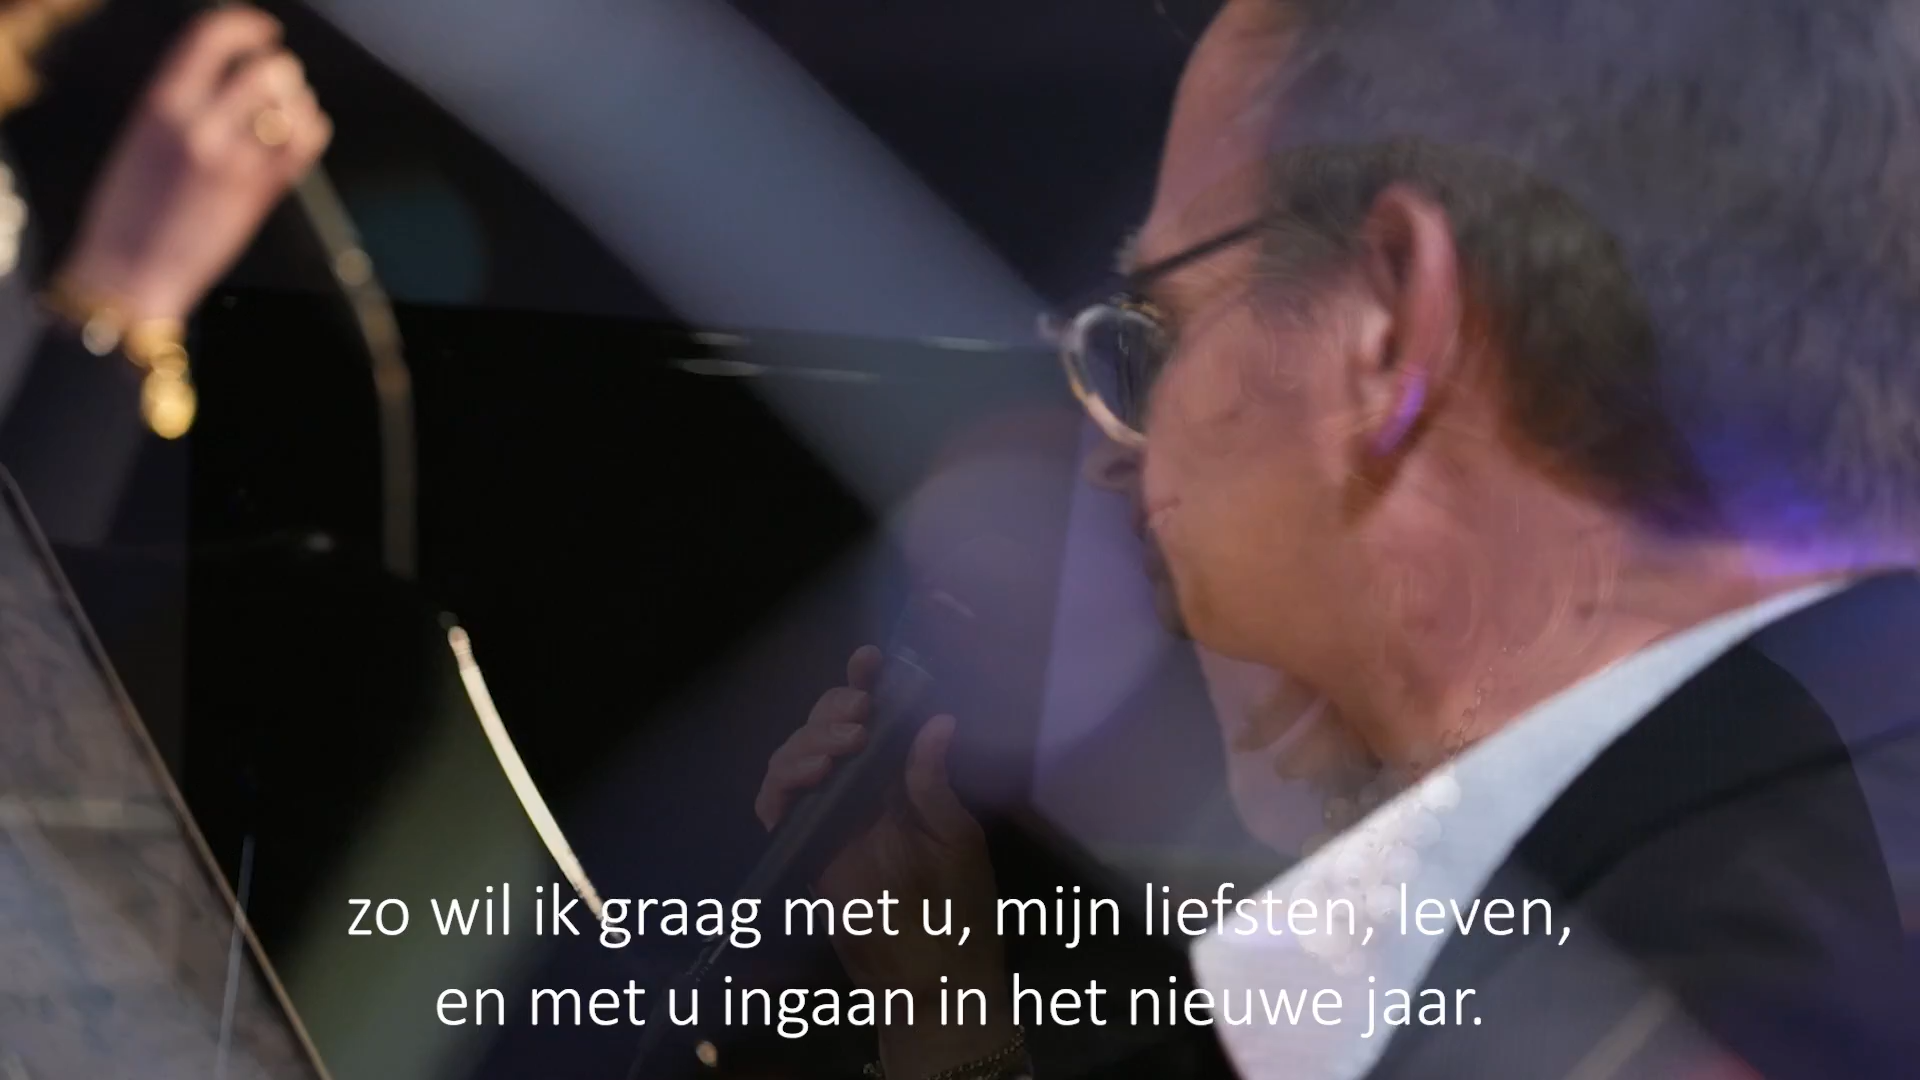 zo wil ik graag met u, mijn liefsten, leven,
en met u ingaan in het nieuwe jaar.